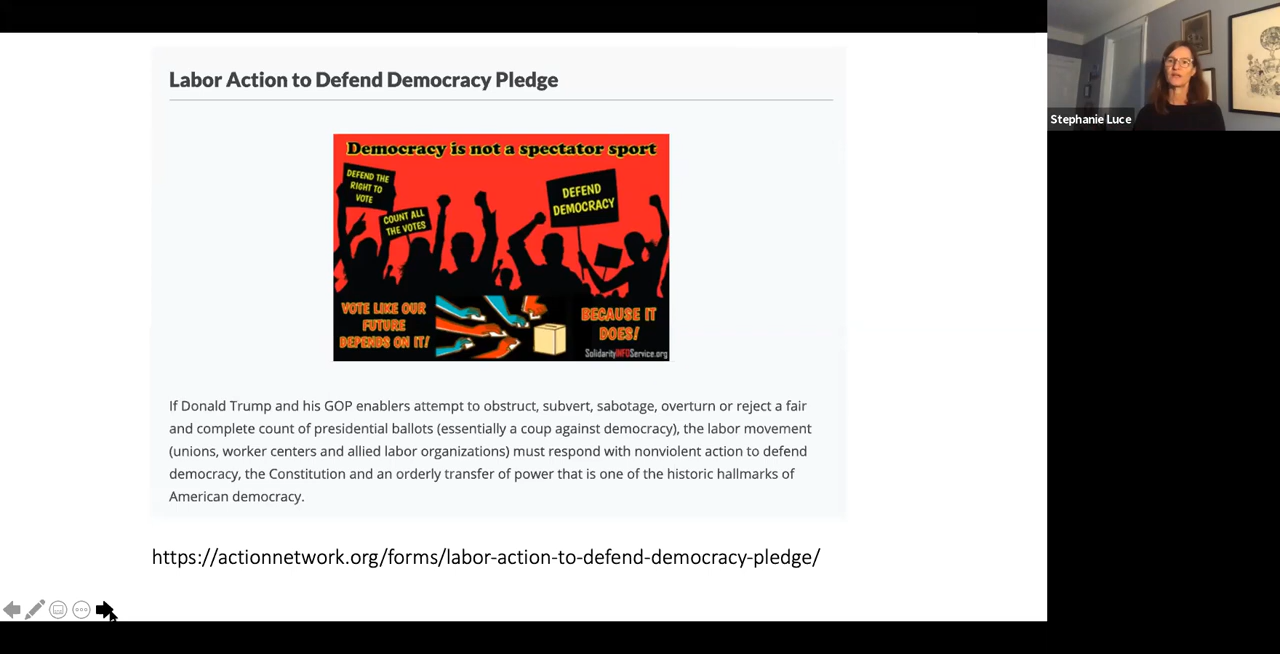 Labor Action to Defend Democracy Pledge
Democracy is not a spectator sport
DEFEND THE
RIGHT TO
VOTE
COUNT ALL
THE VOTES
DEFEND
DEMOCRACY
VOTE LIKE OUR
FUTURE
DEPENDS ON IT!
BECAUSE IT
DOES!
SolidarityINFOService.org
If Donald Trump and his GOP enablers attempt to obstruct, subvert, sabotage, overturn or reject a fair
and complete count of presidential ballots (essentially a coup against democracy), the labor movement
(unions, worker centers and allied labor organizations) must respond with nonviolent action to defend
democracy, the Constitution and an orderly transfer of power that is one of the historic hallmarks of
American democracy.
https://actionnetwork.org/forms/labor-action-to-defend-democracy-pledge/
Stephanie Luce